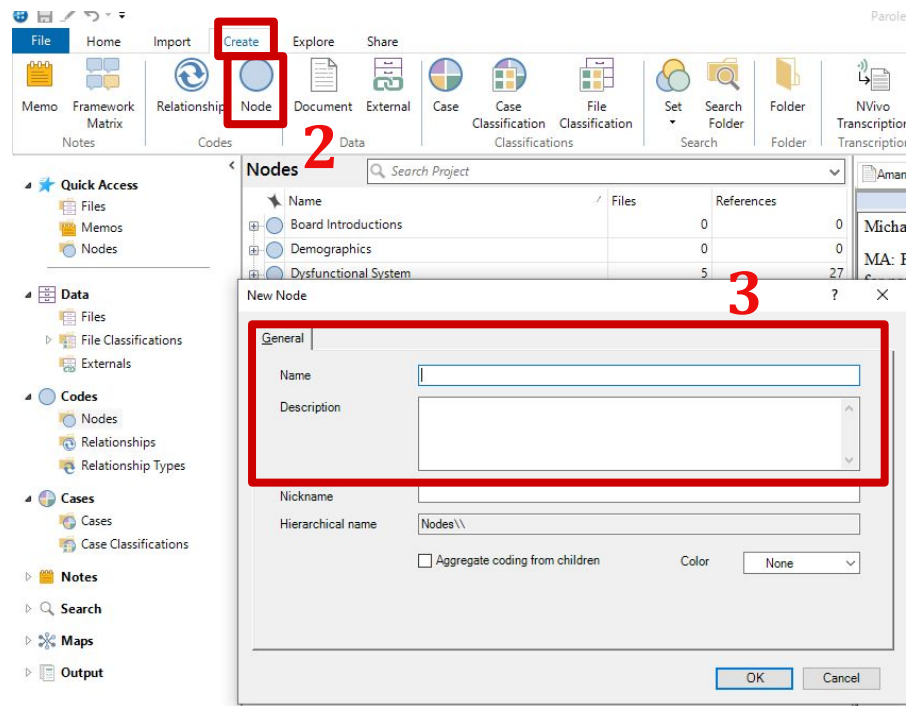 Parole
File Home Import Create Explore Share
Memo Framework Matrix Relationship Node Document External Case Case Classification File Classification Set Search Folder Folder NVivo Transcription
Notes Codes Data Classifications Search Folder Transcription
2
Quick Access
Files
Memos
Nodes
Data
Files
File Classifications
Externals
Codes
Nodes
Relationships
Relationship Types
Cases
Cases
Case Classifications
Notes
Search
Maps
Output
Nodes Search Project
Name Files References
Board Introductions 0 0
Demographics 0 0
Dysfunctional System 5 27
Aman
Micha
MA:
New Node ?
3
General
Name
Description
Nickname
Hierarchical name Nodes\\
Aggregate coding from children Color None
OK Cancel